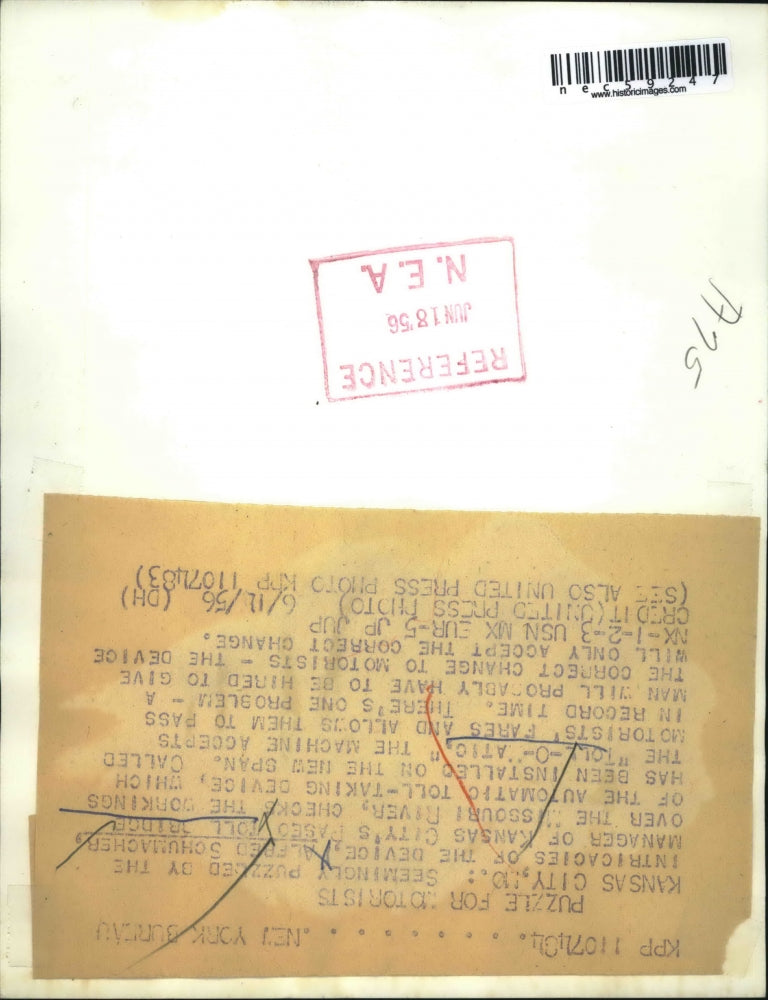 nec59247
www.historicimages.com
REFERENCE
JUN 18 '56
N.E.A.
A75
KPP 1107404. . . . . . . . . NEW YORK BUREAU
PUZZLE FOR MOTORISTS
KANSAS CITY, MO.: SEEMINGLY PUZZLED BY THE
INTRICACIES OF THE DEVICE, ALFRED SCHUMACHER,
MANAGER OF KANSAS CITY'S PASEO TOLL BRIDGE
OVER THE MISSOURI RIVER, CHECKS THE WORKINGS
OF THE AUTOMATIC TOLL-TAKING DEVICE, WHICH
HAS BEEN INSTALLED ON THE NEW SPAN. CALLED
THE "TOLL-O-MATIC," THE MACHINE ACCEPTS
MOTORISTS' FARES AND ALLOWS THEM TO PASS
IN RECORD TIME. THERE'S ONE PROBLEM - A
MAN WILL PROBABLY HAVE TO BE HIRED TO GIVE
THE CORRECT CHANGE TO MOTORISTS - THE DEVICE
WILL ONLY ACCEPT THE CORRECT CHANGE.
NX-1-2-3 USN MX EUR-5 JP JUP
CREDIT (UNITED PRESS PHOTO) 6/12/56 (DH)
(SEE ALSO UNITED PRESS PHOTO KPP 1107483)